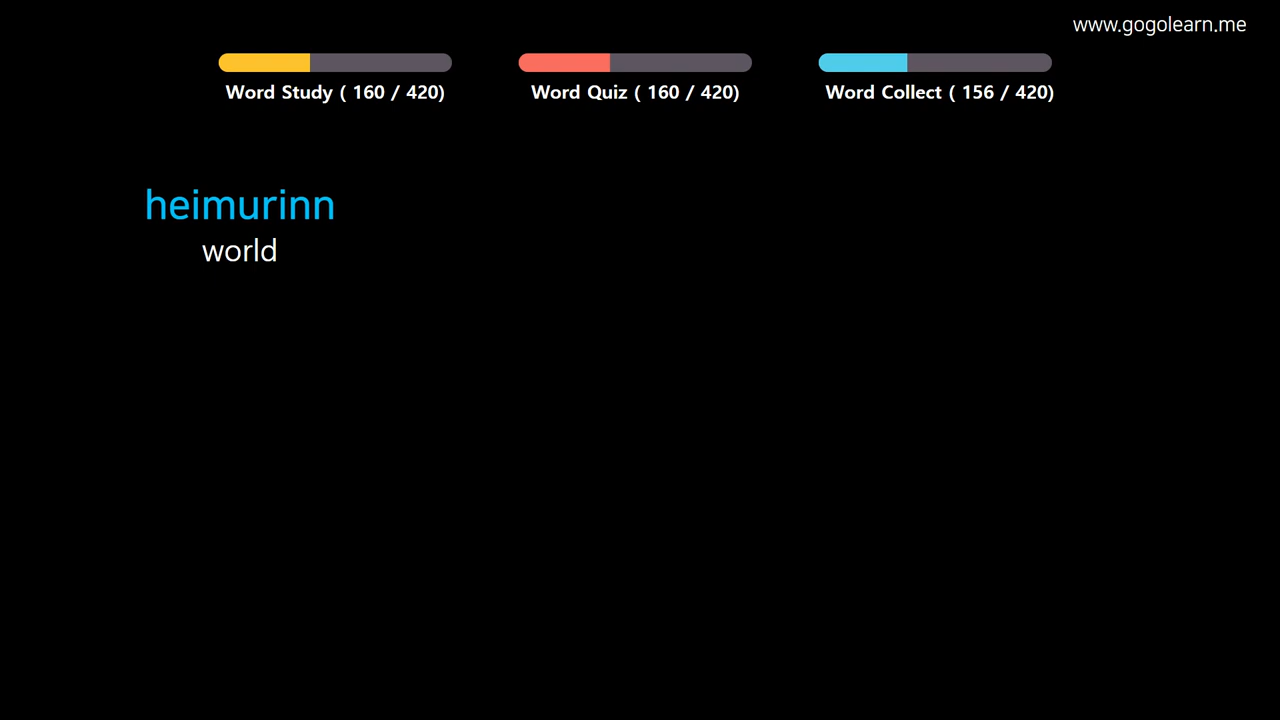 www.gogolearn.me
Word Study ( 160 / 420)
Word Quiz ( 160 / 420)
Word Collect ( 156 / 420)
heimurinn
world